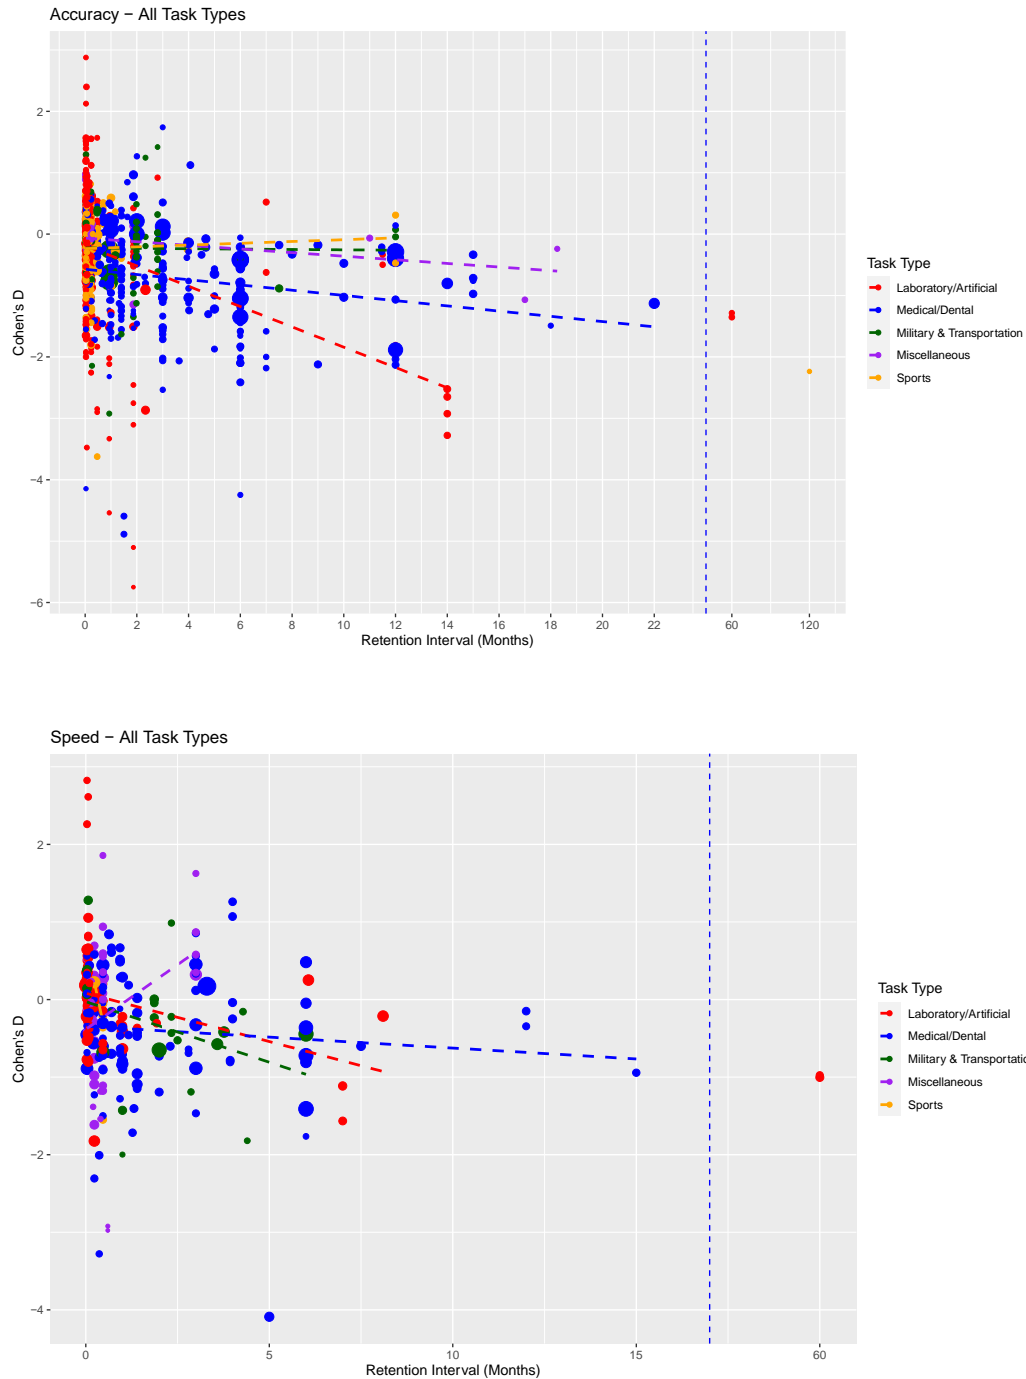 Accuracy − All Task Types
2
0
−2
−4
−6
Cohen's D
0 2 4 6 8 10 12 14 16 18 20 22 60 120
Retention Interval (Months)
Task Type
Laboratory/Artificial
Medical/Dental
Military & Transportation
Miscellaneous
Sports
Speed − All Task Types
2
0
−2
−4
Cohen's D
0 5 10 15 60
Retention Interval (Months)
Task Type
Laboratory/Artificial
Medical/Dental
Military & Transportatic
Miscellaneous
Sports